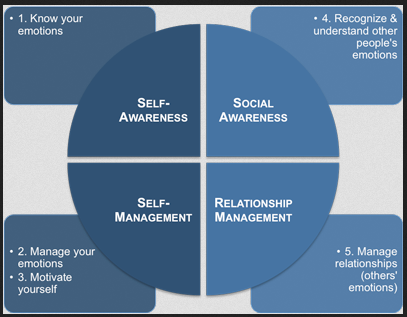 • 1. Know your
emotions
• 4. Recognize &
understand other
people's
emotions
SELF-
AWARENESS
SOCIAL
AWARENESS
SELF-
MANAGEMENT
RELATIONSHIP
MANAGEMENT
• 2. Manage your
emotions
• 3. Motivate
yourself
• 5. Manage
relationships
(others'
emotions)